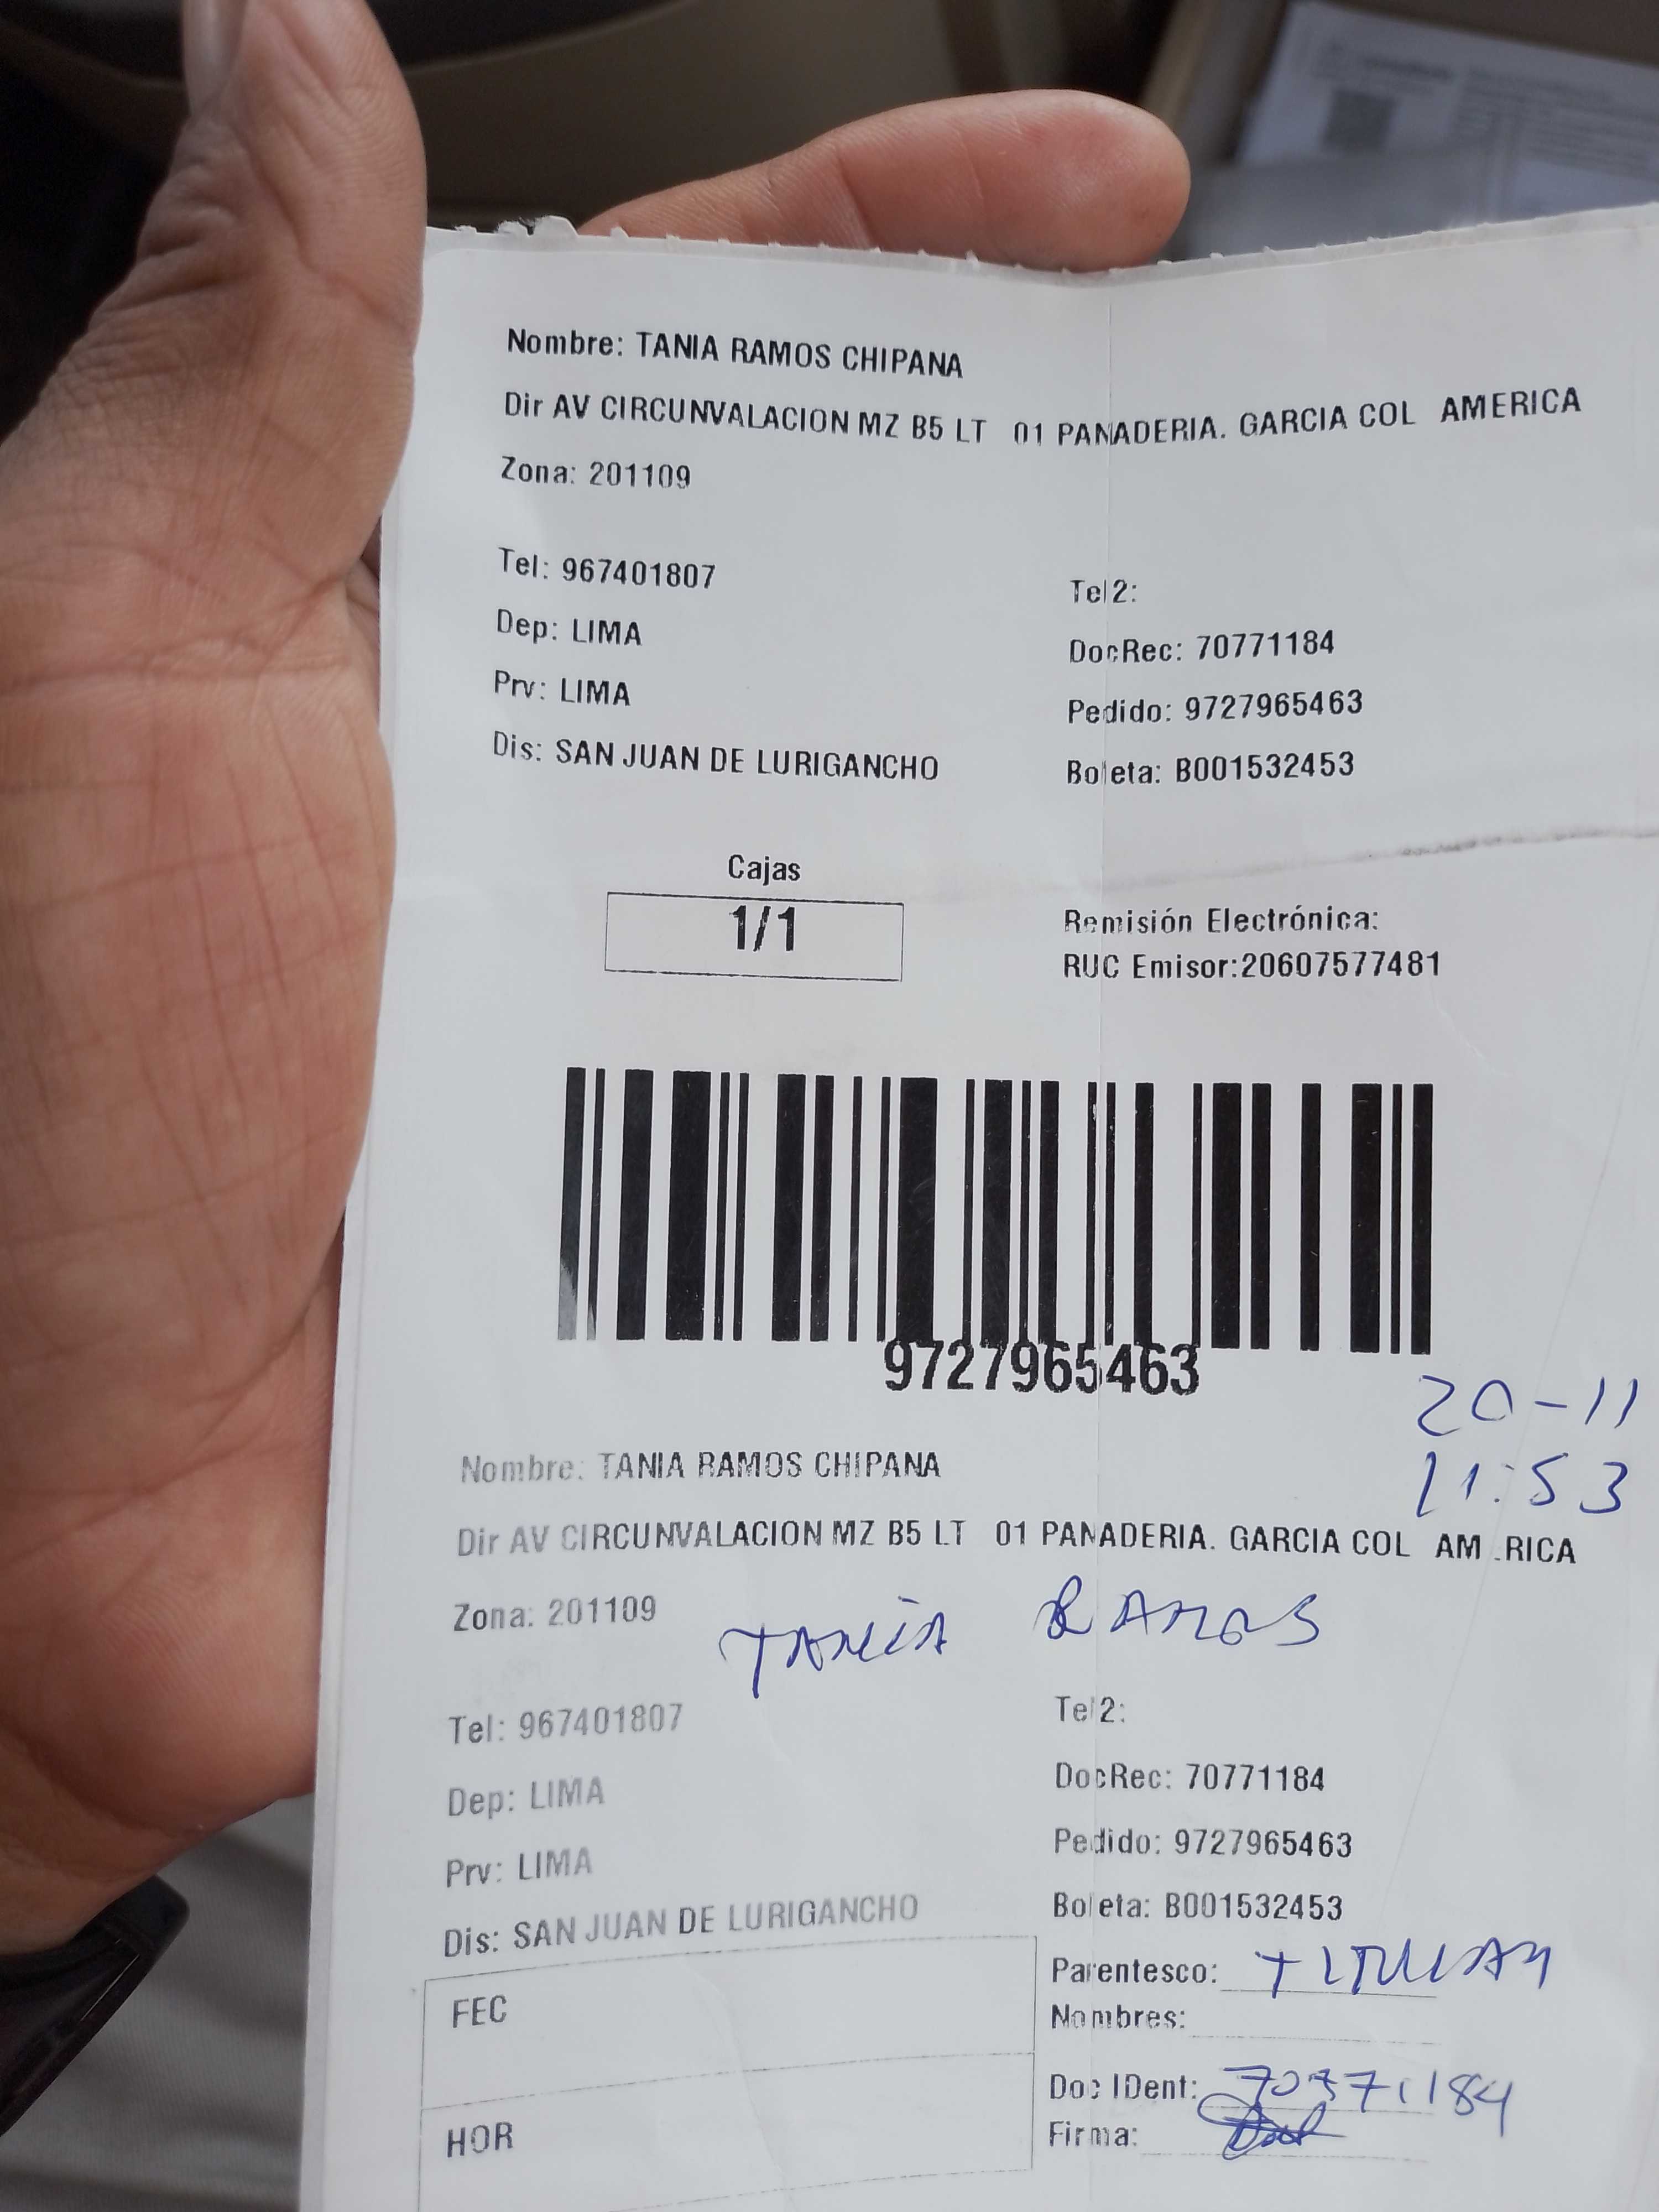 Nombre: TANIA RAMOS CHIPANA
Dir AV CIRCUNVALACION MZ B5 LT 01 PANADERIA. GARCIA COL AMERICA
Zona: 201109
Tel: 967401807 Tel2:
Dep: LIMA DocRec: 70771184
Prv: LIMA Pedido: 9727965463
Dis: SAN JUAN DE LURIGANCHO Boleta: B001532453
Cajas
1/1
Remisión Electrónica:
RUC Emisor:20607577481
9727965463
20-11
11:53
Nombre: TANIA RAMOS CHIPANA
Dir AV CIRCUNVALACION MZ B5 LT 01 PANADERIA. GARCIA COL AM RICA
Zona: 201109
TANIA RAMOS
Tel: 967401807 Tel2:
Dep: LIMA DocRec: 70771184
Prv: LIMA Pedido: 9727965463
Dis: SAN JUAN DE LURIGANCHO Boleta: B001532453
Parentesco:
FEC
Nombres:
Doc IDent:
HOR
Firma: